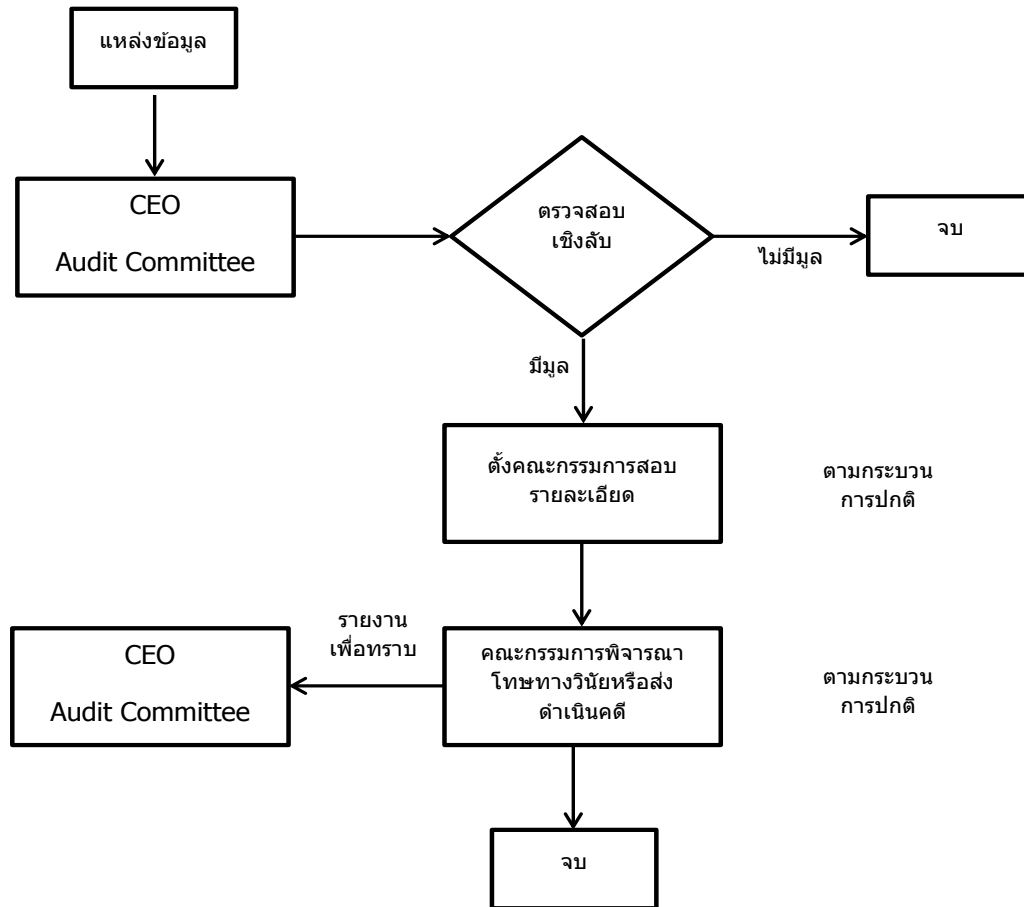 แหล่งข้อมูล
CEO
Audit Committee
ตรวจสอบ
เชิงลับ
ไม่มีมูล
จบ
มีมูล
ตั้งคณะกรรมการสอบ
รายละเอียด
ตามกระบวน
การปกติ
รายงาน
เพื่อทราบ
CEO
Audit Committee
คณะกรรมการพิจารณา
โทษทางวินัยหรือส่ง
ดำเนินคดี
ตามกระบวน
การปกติ
จบ